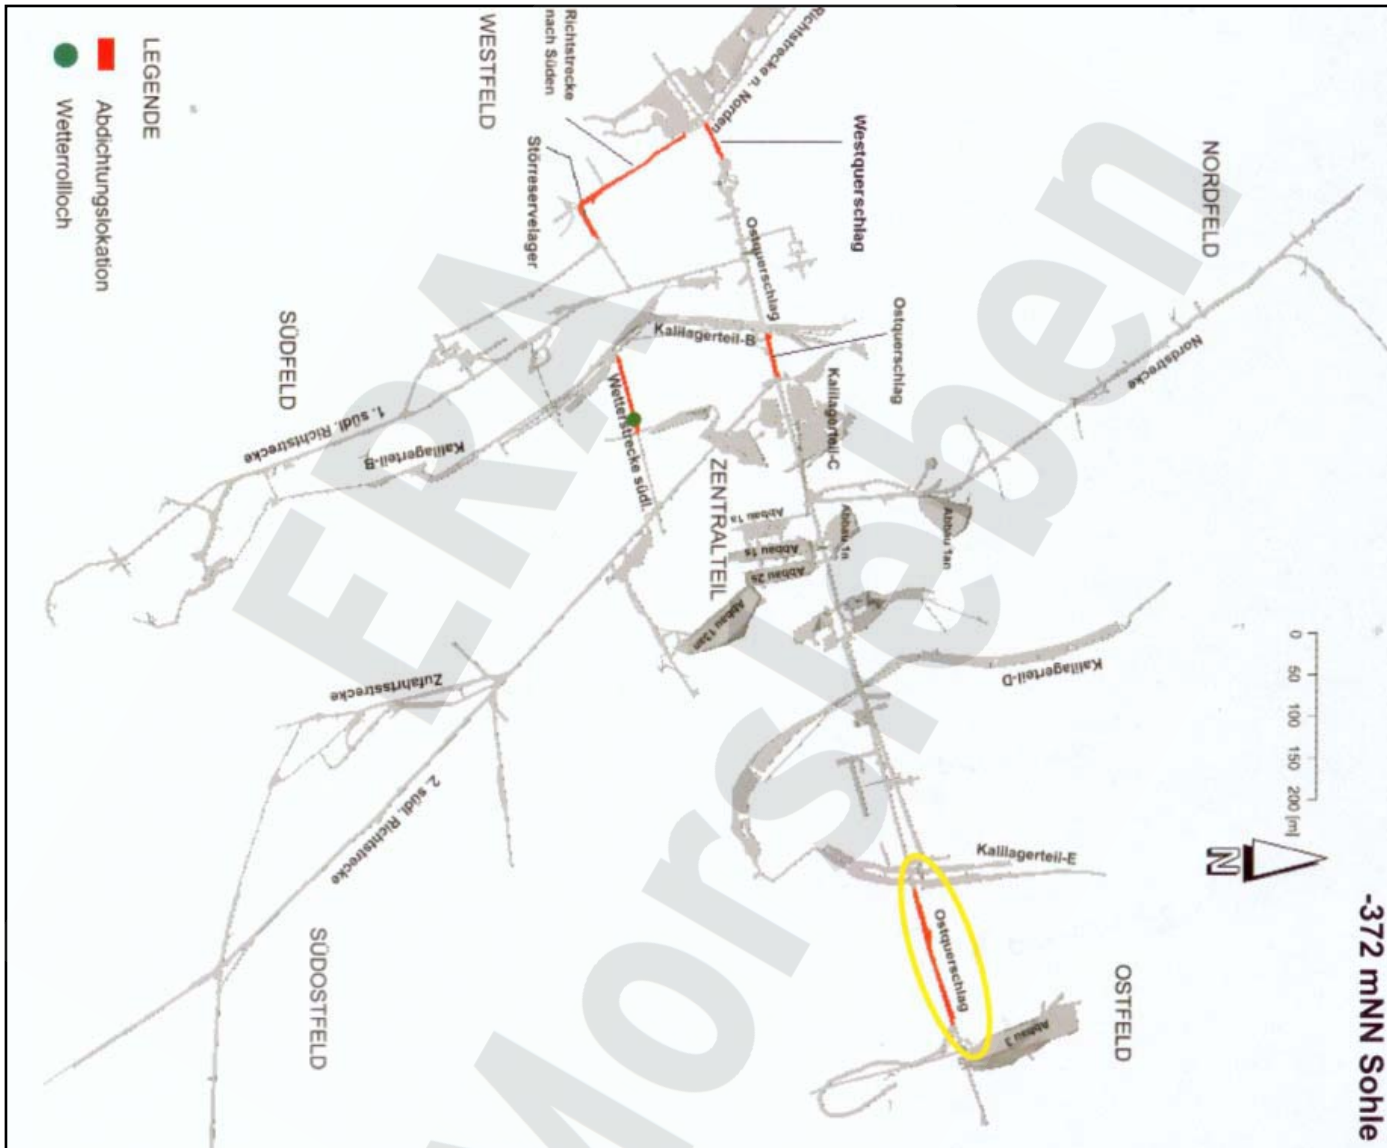 -372 mNN Sohle
NORDFELD
WESTFELD
Richtstrecke
nach Süden
Richtstrecke n. Norden
Westquerschlag
Störreservelager
Ostquerschlag
Ostquerschlag
Nordstrecke
Kalilagerteil-B
Kalilagerteil-C
SÜDFELD
1. südl. Richtstrecke
Kalilagerteil-B
Wetterstrecke südl.
ZENTRALTEIL
Abbau 1a
Abbau 1s
Abbau 2s
Abbau 1n
Abbau 1an
Kalilagerteil-D
Zufahrtsstrecke
2. südl. Richtstrecke
SÜDOSTFELD
Kalilagerteil-E
Ostquerschlag
Abbau 3
OSTFELD
0 50 100 150 200 [m]
N
LEGENDE
Abdichtungslokation
Wetterrollloch
ERA
Morsleben